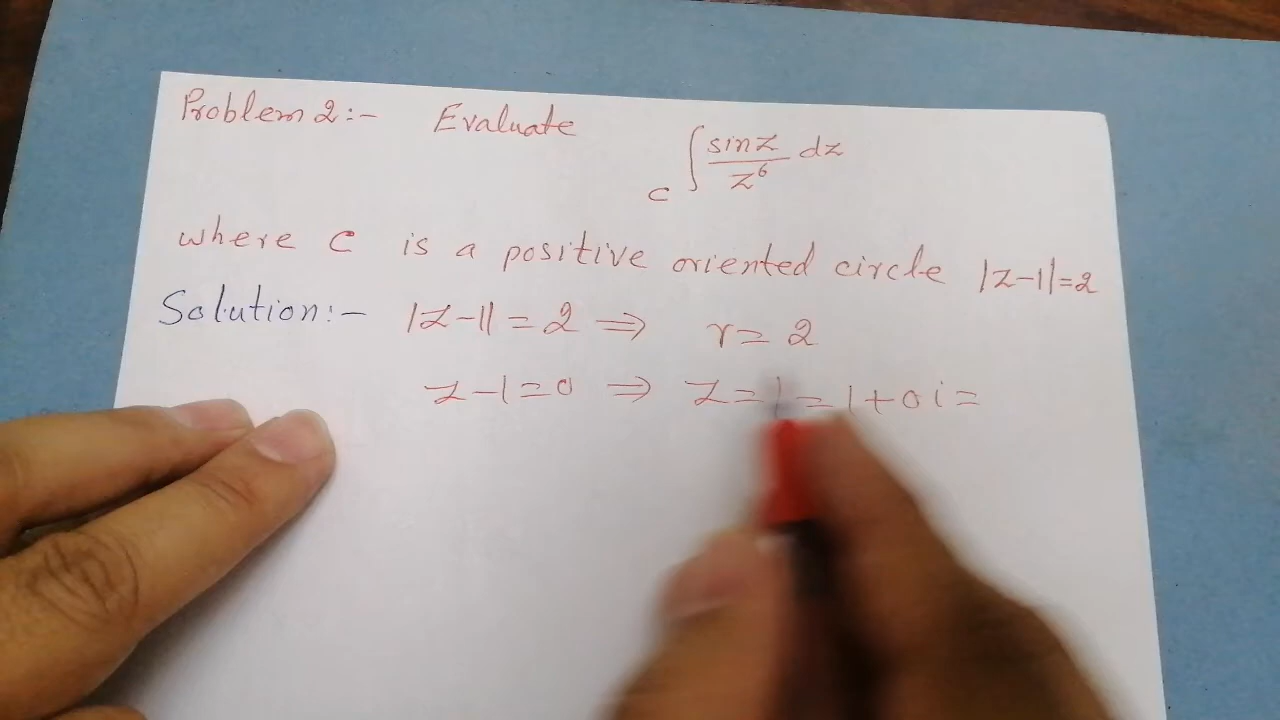 Problem 2:- Evaluate ∫ sinz/z⁶ dz
c
where c is a positive oriented circle |z-1|=2
Solution:- |z-1|=2 ⇒ r=2
z-1=0 ⇒ z=1=1+0i=